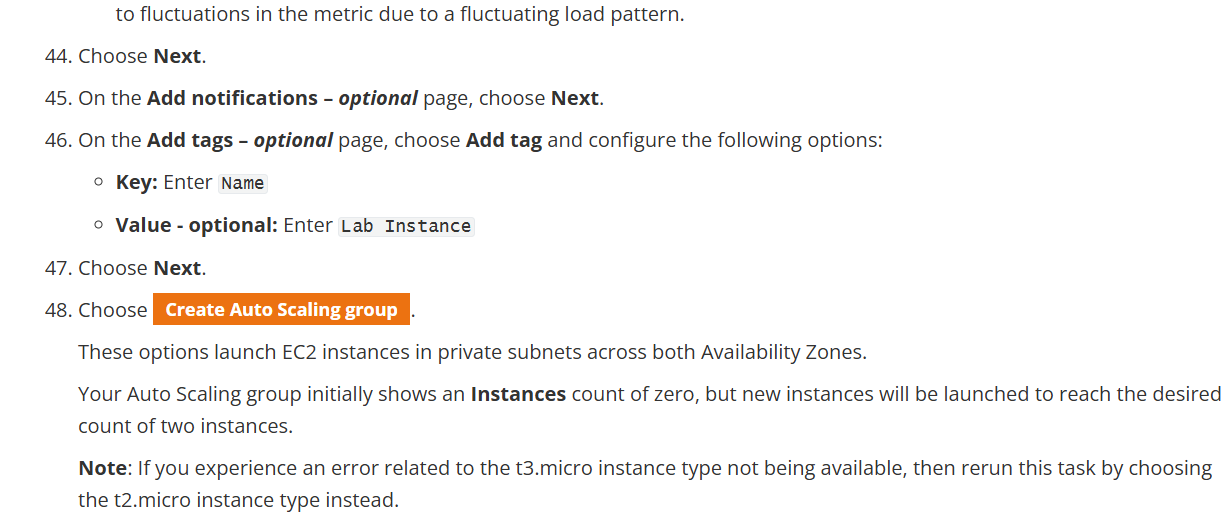 to fluctuations in the metric due to a fluctuating load pattern.
44. Choose Next.
45. On the Add notifications – optional page, choose Next.
46. On the Add tags – optional page, choose Add tag and configure the following options:
Key: Enter Name
Value - optional: Enter Lab Instance
47. Choose Next.
48. Choose Create Auto Scaling group.
These options launch EC2 instances in private subnets across both Availability Zones.
Your Auto Scaling group initially shows an Instances count of zero, but new instances will be launched to reach the desired
count of two instances.
Note: If you experience an error related to the t3.micro instance type not being available, then rerun this task by choosing
the t2.micro instance type instead.